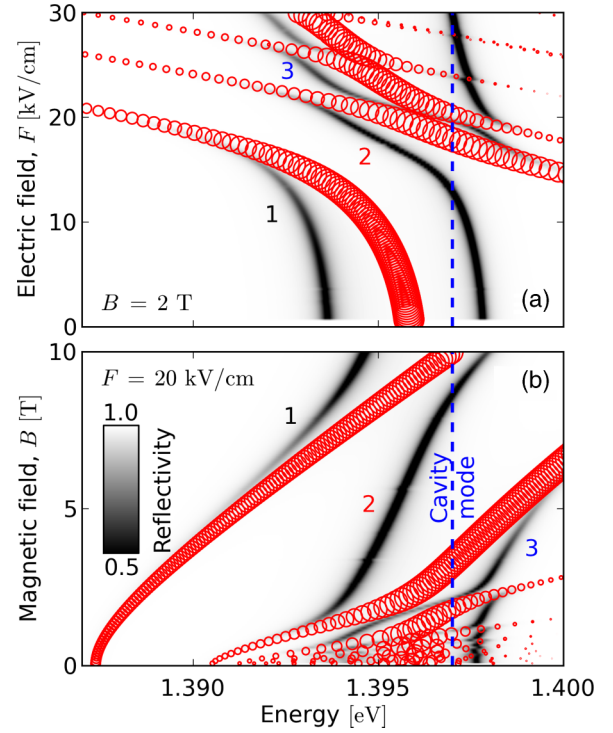 30
20
10
0
Electric field, F [kV/cm]
3
2
1
B = 2 T
(a)
10
5
0
Magnetic field, B [T]
F = 20 kV/cm
(b)
1.0
0.5
Reflectivity
1
2
3
Cavity
mode
1.390
1.395
1.400
Energy [eV]